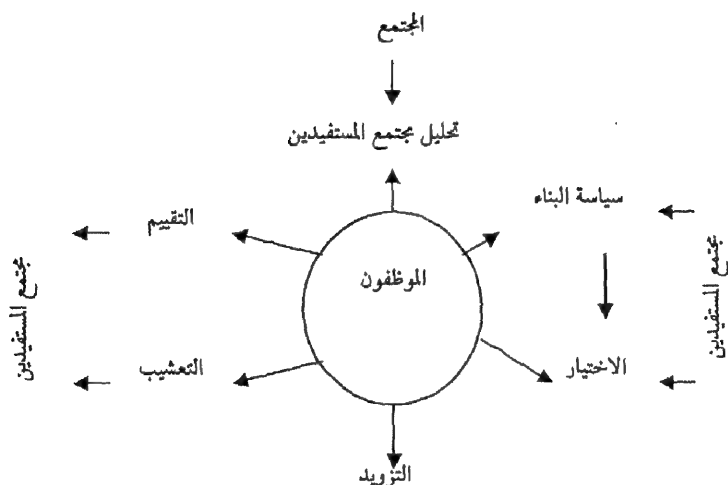 المجتمع
تحليل مجتمع المستفيدين
سياسة البناء
التقييم
مجتمع المستفيدين
الموظفون
مجتمع المستفيدين
الاختيار
التعشيب
التزويد